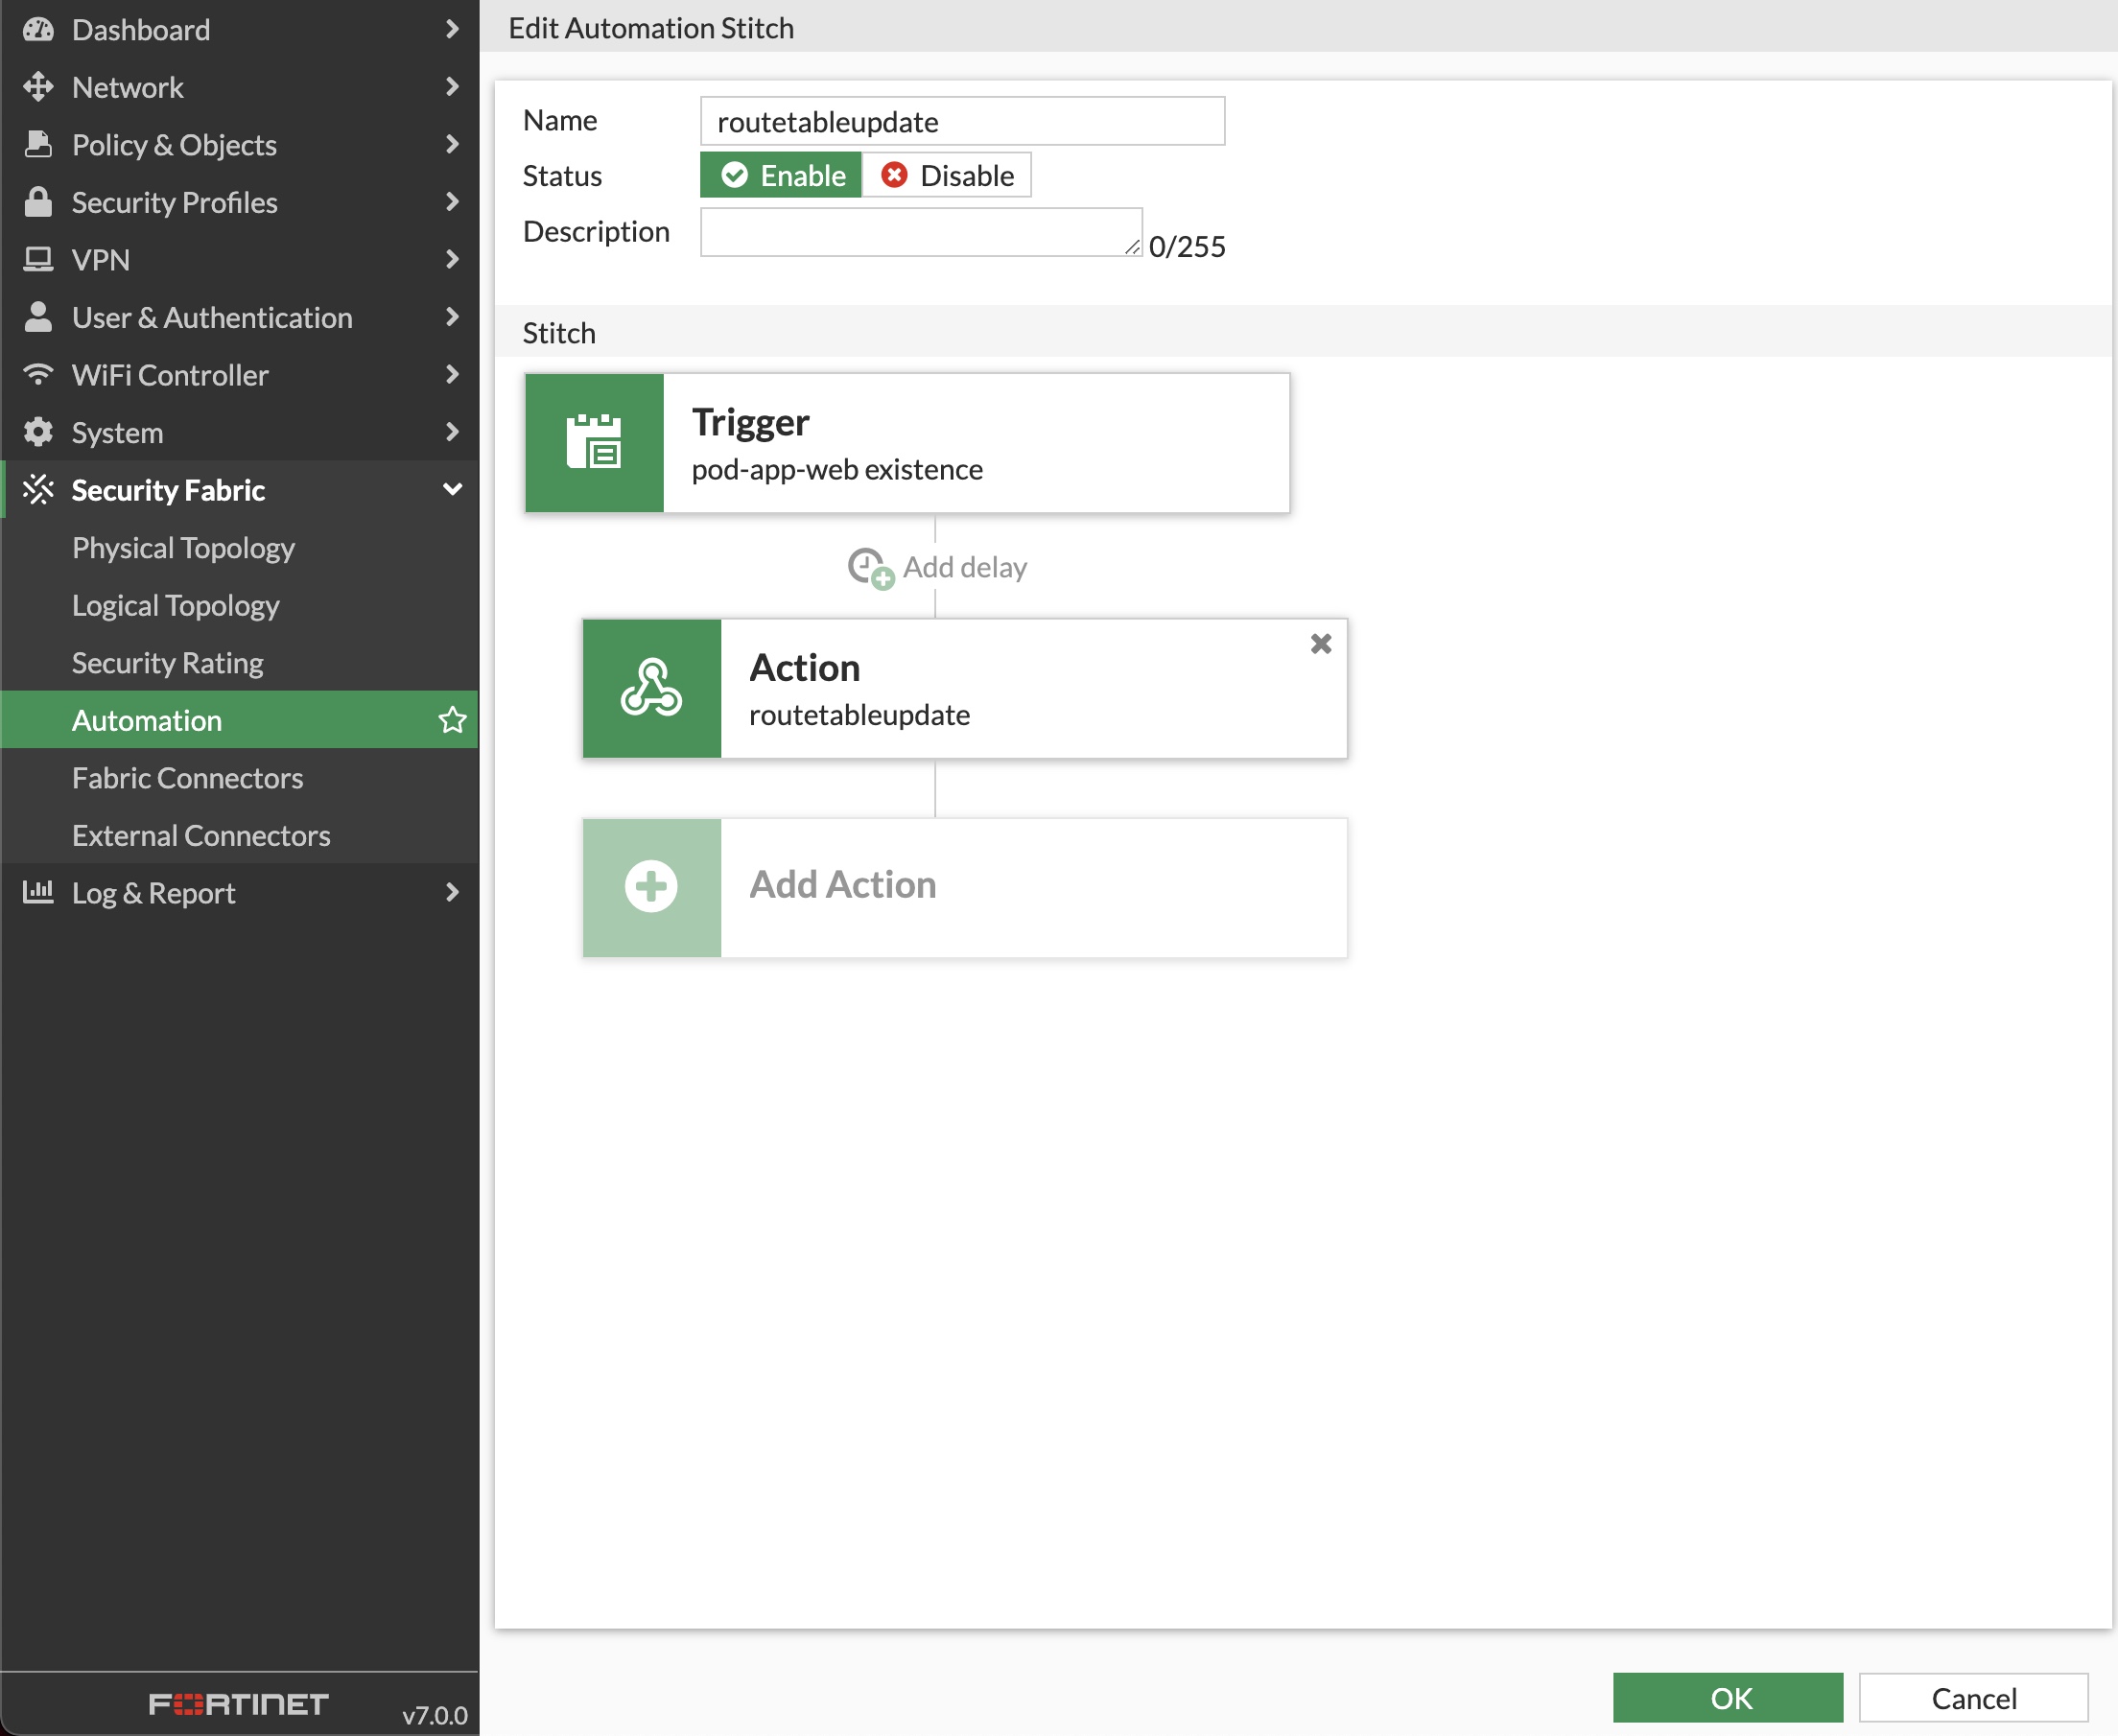 Dashboard
Network
Policy & Objects
Security Profiles
VPN
User & Authentication
WiFi Controller
System
Security Fabric
Physical Topology
Logical Topology
Security Rating
Automation
Fabric Connectors
External Connectors
Log & Report
FORTINET v7.0.0
Edit Automation Stitch
Name routetableupdate
Status Enable Disable
Description 0/255
Stitch
Trigger
pod-app-web existence
Add delay
Action
routetableupdate
Add Action
OK Cancel